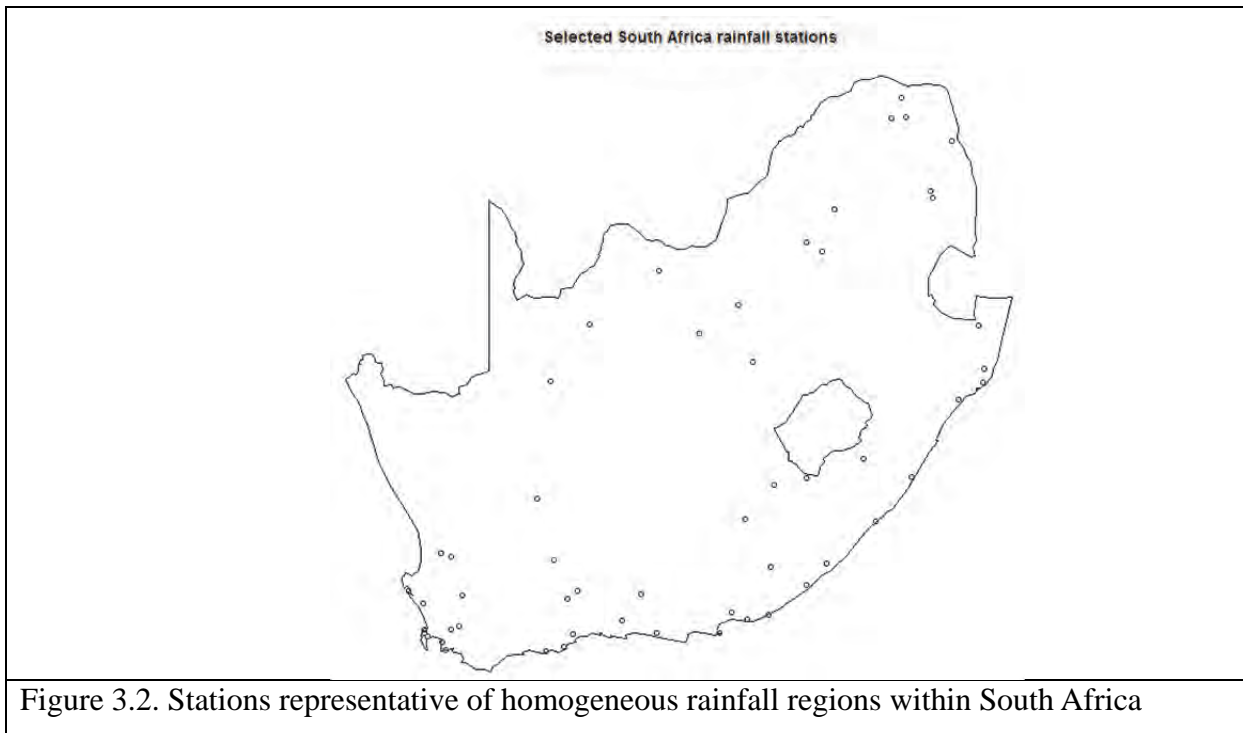 Selected South Africa rainfall stations
Figure 3.2. Stations representative of homogeneous rainfall regions within South Africa